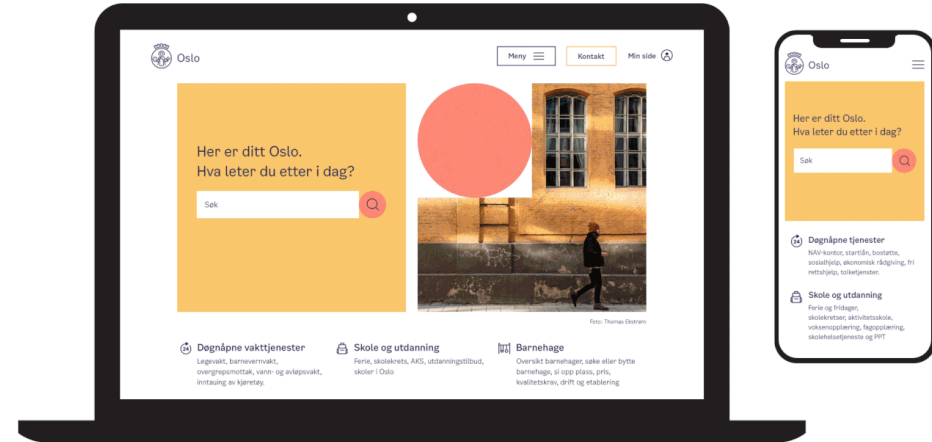 Oslo
Meny
Kontakt
Min side
Her er ditt Oslo.
Hva leter du etter i dag?
Søk
Foto: Thomas Ekstrøm
24
Døgnåpne vakttjenester
Legevakt, barnevernvakt,
overgrepsmottak, vann- og avløpsvakt,
inntauing av kjøretøy.
Skole og utdanning
Ferie, skolekrets, AKS, utdanningstilbud,
skoler i Oslo
Barnehage
Oversikt barnehager, søke eller bytte
barnehage, si opp plass, pris,
kvalitetskrav, drift og etablering
Oslo
Her er ditt Oslo.
Hva leter du etter i dag?
Søk
24
Døgnåpne tjenester
NAV-kontor, startlån, bostøtte,
sosialhjelp, økonomisk rådgiving, fri
rettshjelp, tolketjenster.
Skole og utdanning
Ferie og fridager,
skolekretser, aktivitetsskole,
voksenopplæring, fagopplæring,
skolehelsetjeneste og PPT